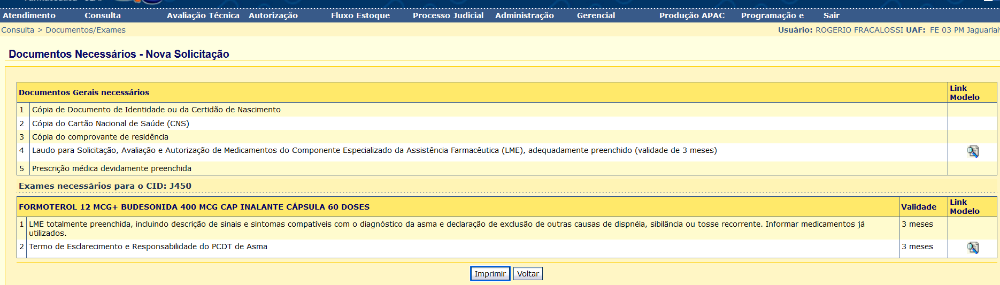 Atendimento Consulta Avaliação Técnica Autorização Fluxo Estoque Processo Judicial Administração Gerencial Produção APAC Programação e Sair
Consulta > Documentos/Exames Usuário: ROGERIO FRACALOSSI UAF: FE 03 PM Jaguariaí
Documentos Necessários - Nova Solicitação
Documentos Gerais necessários Link
Modelo
1 Cópia de Documento de Identidade ou da Certidão de Nascimento
2 Cópia do Cartão Nacional de Saúde (CNS)
3 Cópia do comprovante de residência
4 Laudo para Solicitação, Avaliação e Autorização de Medicamentos do Componente Especializado da Assistência Farmacêutica (LME), adequadamente preenchido (validade de 3 meses)
5 Prescrição médica devidamente preenchida
Exames necessários para o CID: J450
FORMOTEROL 12 MCG+ BUDESONIDA 400 MCG CAP INALANTE CÁPSULA 60 DOSES Validade Link
Modelo
1 LME totalmente preenchida, incluindo descrição de sinais e sintomas compatíveis com o diagnóstico da asma e declaração de exclusão de outras causas de dispnéia, sibilância ou tosse recorrente. Informar medicamentos já 3 meses
utilizados.
2 Termo de Esclarecimento e Responsabilidade do PCDT de Asma 3 meses
Imprimir Voltar